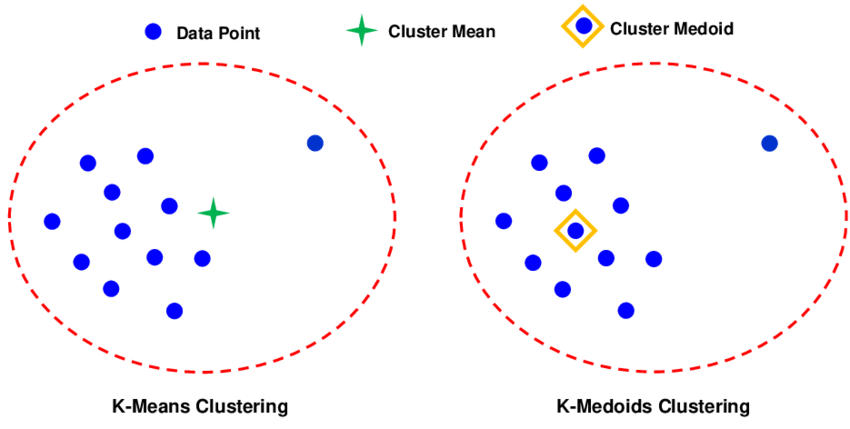 Data Point
Cluster Mean
Cluster Medoid
K-Means Clustering
K-Medoids Clustering